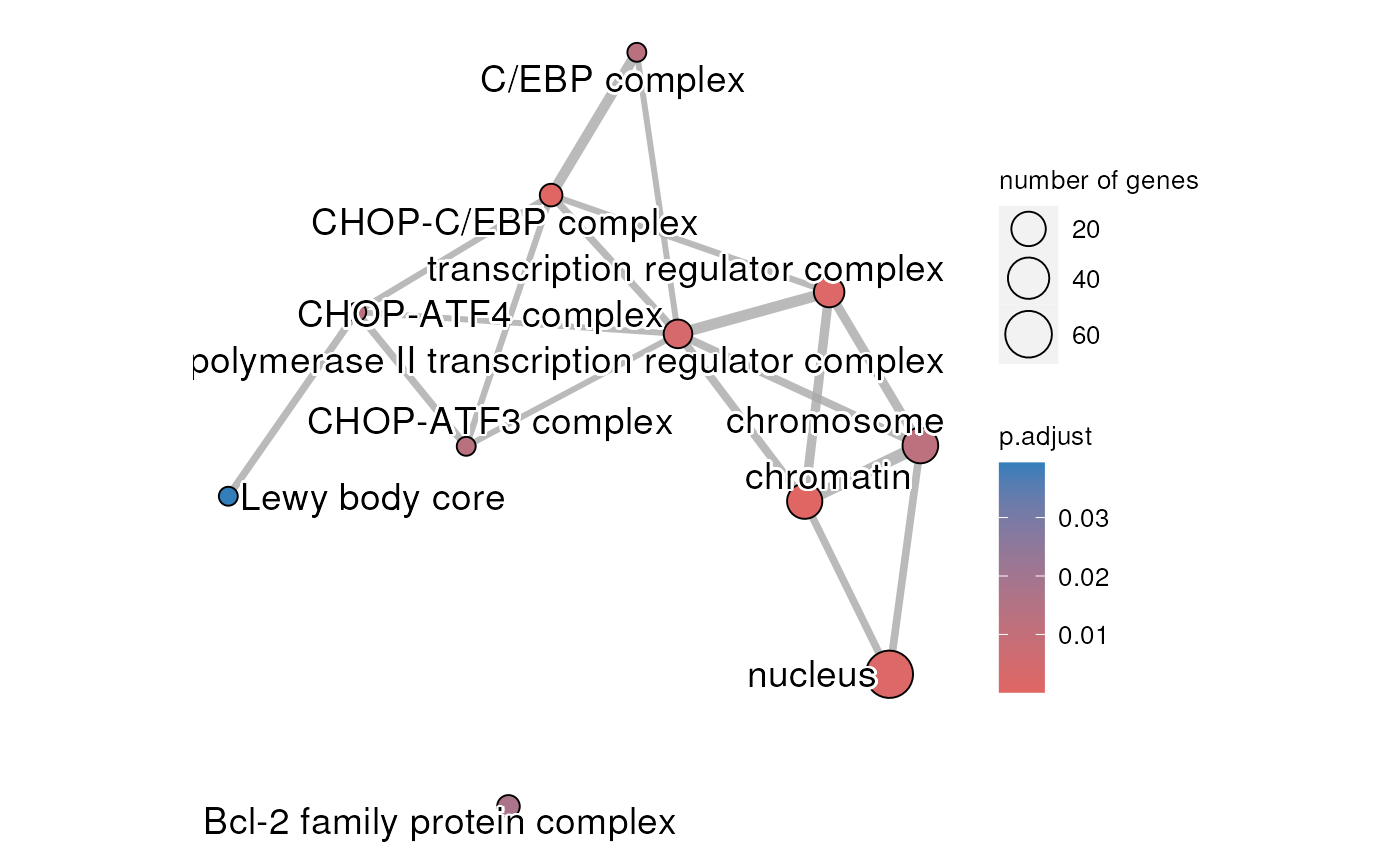 C/EBP complex
CHOP-C/EBP complex
transcription regulator complex
CHOP-ATF4 complex
polymerase II transcription regulator complex
CHOP-ATF3 complex
chromosome
chromatin
Lewy body core
nucleus
Bcl-2 family protein complex
number of genes
20
40
60
p.adjust
0.03
0.02
0.01